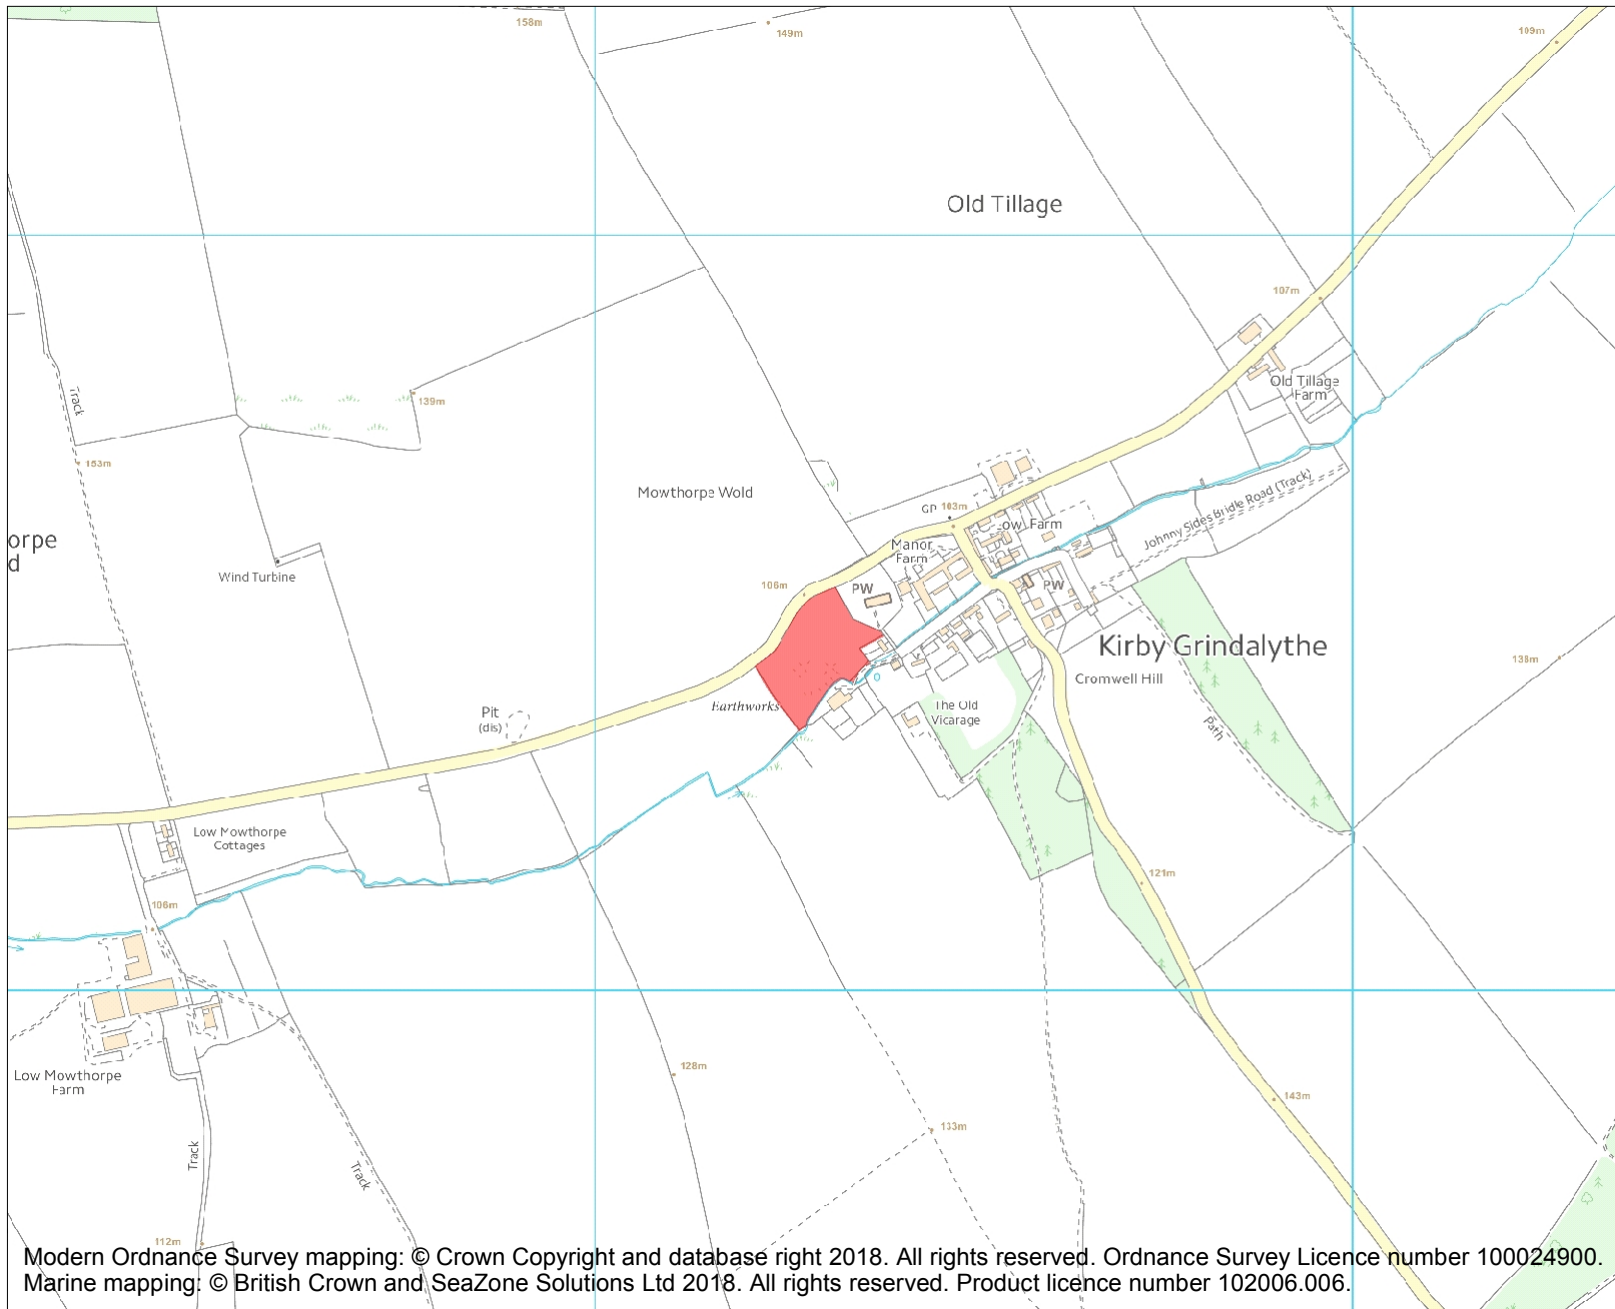 158m
149m
109m
Old Tillage
107m
Old Tillage
Farm
Track
139m
153m
Mowthorpe Wold
GP
103m
Low Farm
Johnny Sides Bridle Road (Track)
orpe
d
Manor
Farm
Wind Turbine
106m
PW
PW
Kirby Grindalythe
138m
Cromwell Hill
Earthworks
The Old
Vicarage
Pit
(dis)
Path
Low Mowthorpe
Cottages
121m
106m
128m
Low Mowthorpe
Farm
143m
133m
Track
Track
112m
Modern Ordnance Survey mapping: © Crown Copyright and database right 2018. All rights reserved. Ordnance Survey Licence number 100024900.
Marine mapping: © British Crown and SeaZone Solutions Ltd 2018. All rights reserved. Product licence number 102006.006.